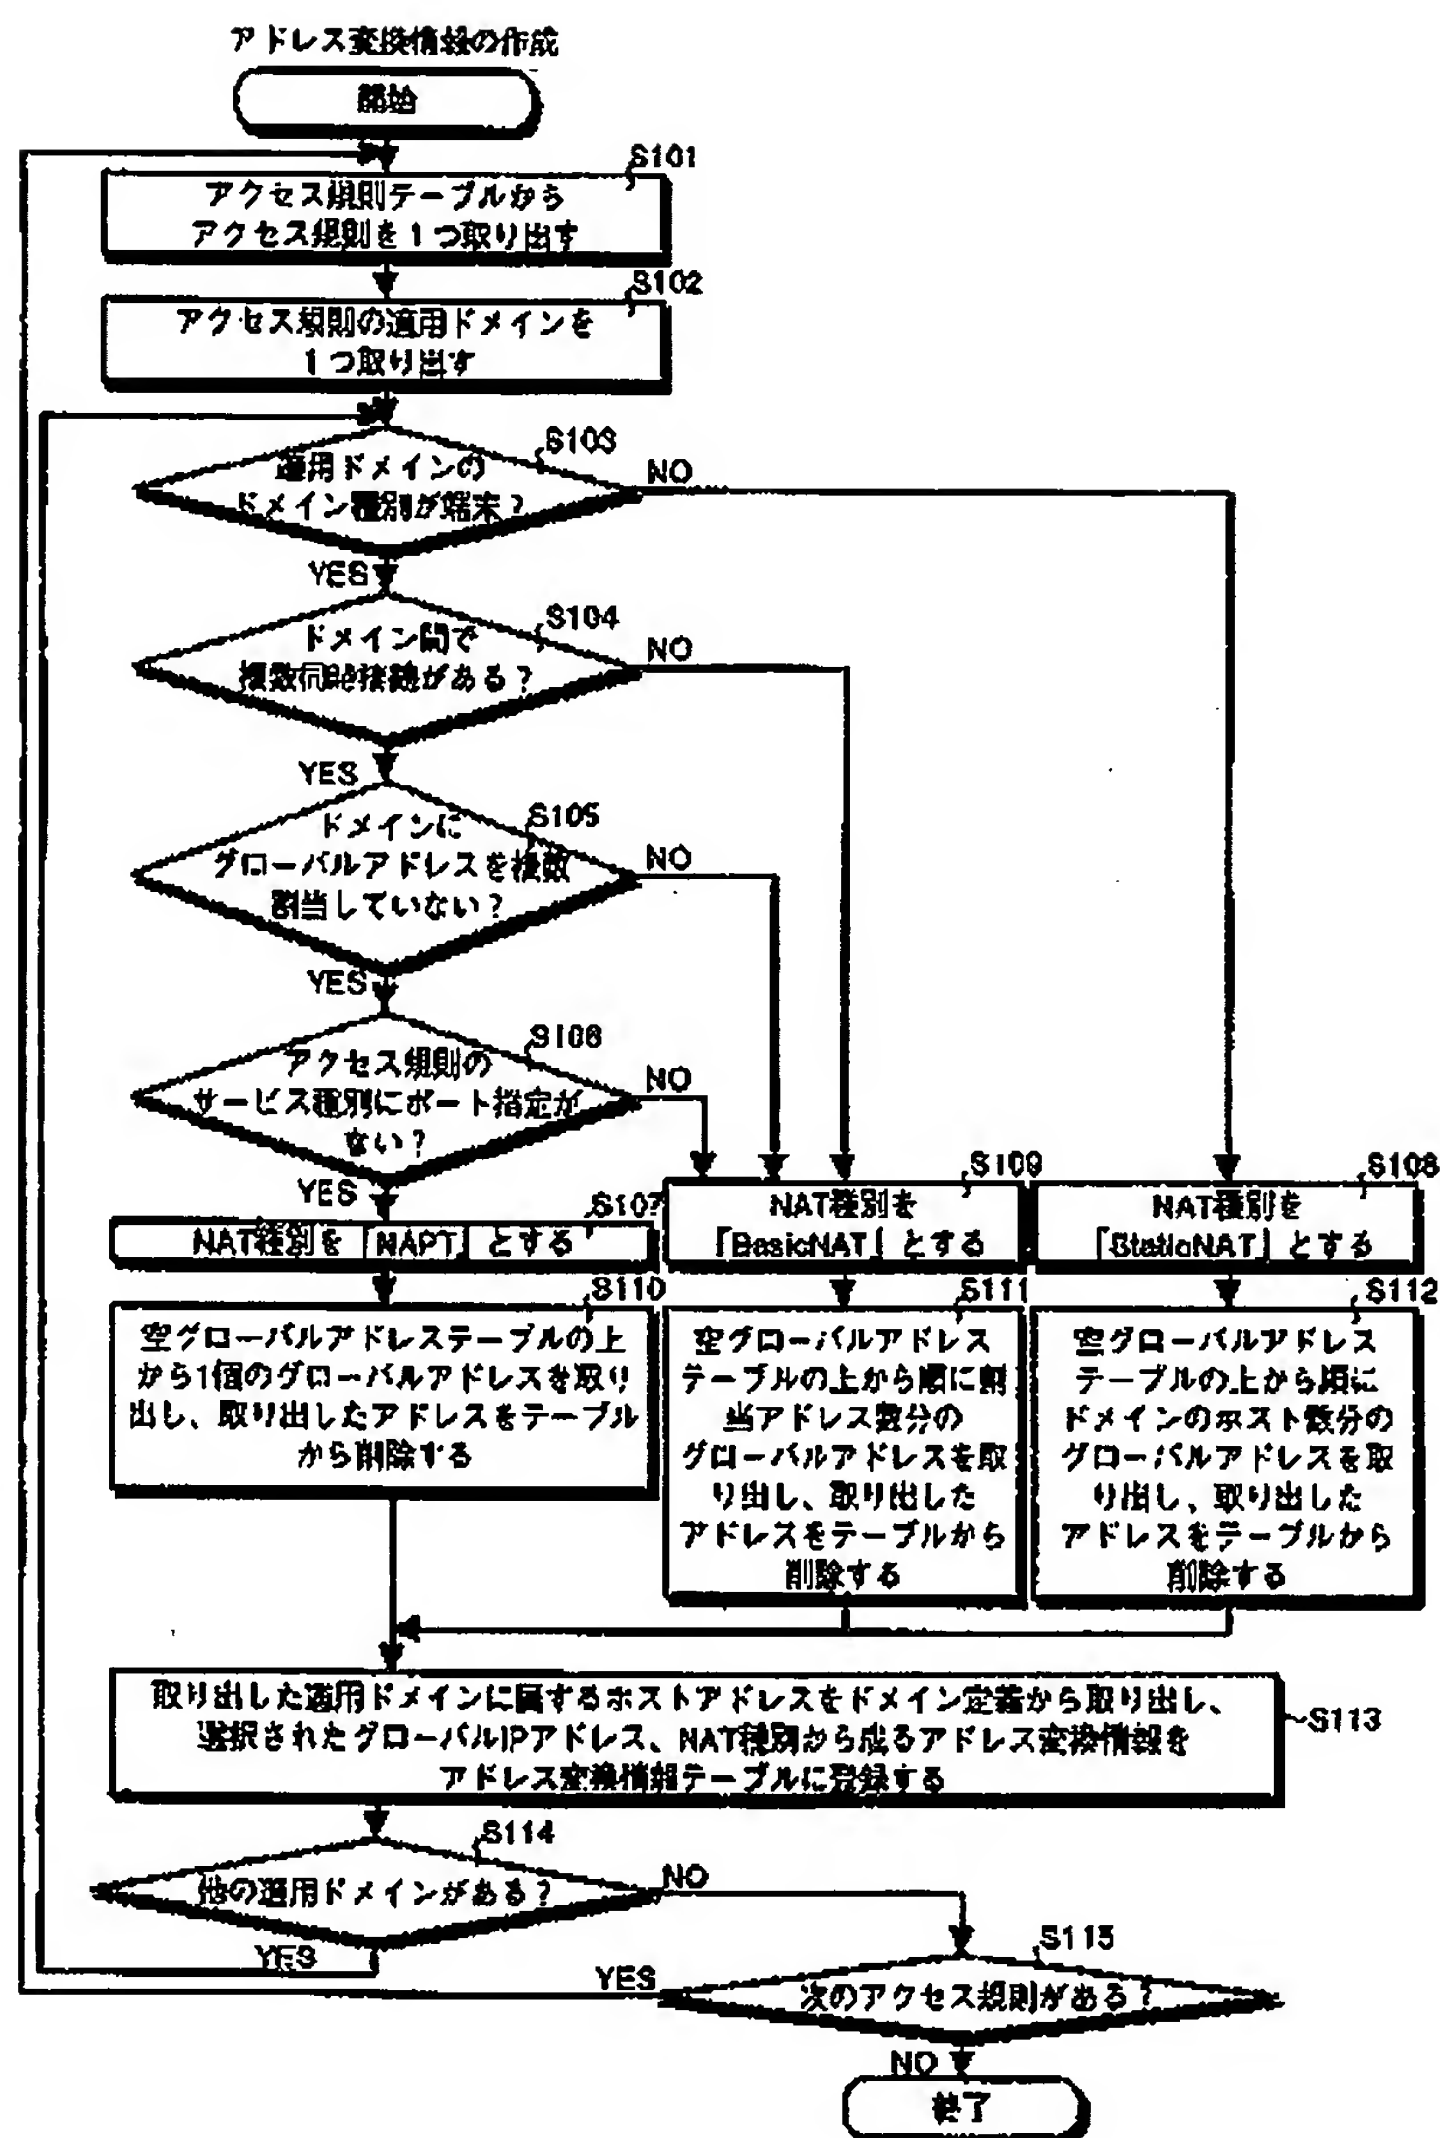 アドレス変換情報の作成
開始
S101
アクセス規則テーブルから
アクセス規則を1つ取り出す
S102
アクセス規則の適用ドメインを
1つ取り出す
S103
適用ドメインの
ドメイン種別が端末?
NO
YES
S104
ドメイン間で
複数同時接続がある?
NO
YES
S105
ドメインに
グローバルアドレスを複数
割当していない?
NO
YES
S106
アクセス規則の
サービス種別にポート指定が
ない?
NO
YES
S107
NAT種別を「NAPT」とする
S109
NAT種別を
「BasicNAT」とする
S108
NAT種別を
「StaticNAT」とする
S110
空グローバルアドレステーブルの上
から1個のグローバルアドレスを取り
出し、取り出したアドレスをテーブル
から削除する
S111
空グローバルアドレス
テーブルの上から順に割
当アドレス数分の
グローバルアドレスを取
り出し、取り出した
アドレスをテーブルから
削除する
S112
空グローバルアドレス
テーブルの上から順に
ドメインのホスト数分の
グローバルアドレスを取
り出し、取り出した
アドレスをテーブルから
削除する
取り出した適用ドメインに属するホストアドレスをドメイン定義から取り出し、
選択されたグローバルIPアドレス、NAT種別から成るアドレス変換情報を
アドレス変換情報テーブルに登録する
S113
S114
他の適用ドメインがある?
NO
YES
S115
次のアクセス規則がある?
YES
NO
終了